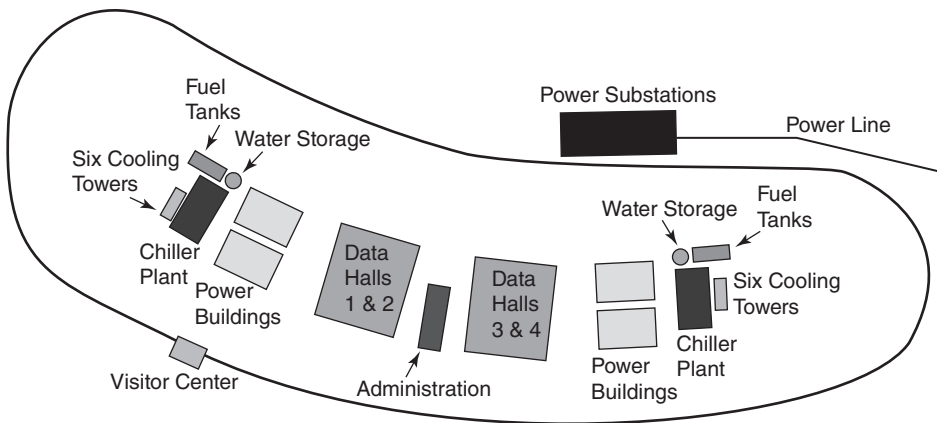 Fuel
Tanks
Water Storage
Six Cooling
Towers
Chiller
Plant
Power
Buildings
Data
Halls
1 & 2
Data
Halls
3 & 4
Administration
Visitor Center
Power Substations
Power Line
Water Storage
Fuel
Tanks
Six Cooling
Towers
Chiller
Plant
Power
Buildings